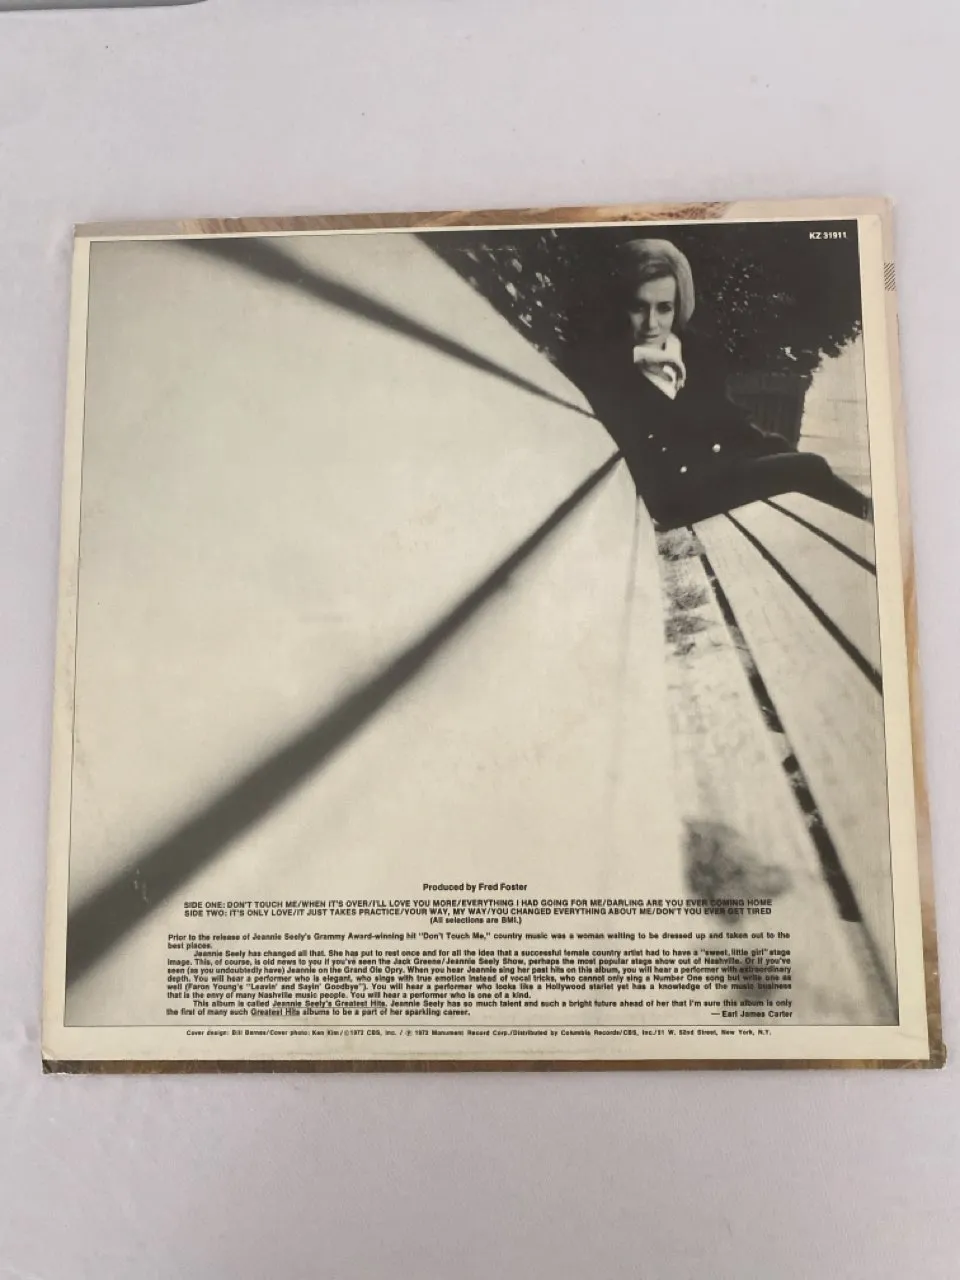 KZ 31911
Produced by Fred Foster
SIDE ONE: DON'T TOUCH ME/WHEN IT'S OVER/I'LL LOVE YOU MORE/EVERYTHING I HAD GOING FOR ME/DARLING ARE YOU EVER COMING HOME
SIDE TWO: IT'S ONLY LOVE/IT JUST TAKES PRACTICE/YOUR WAY, MY WAY/YOU CHANGED EVERYTHING ABOUT ME/DON'T YOU EVER GET TIRED
(All selections are BMI.)
Prior to the release of Jeannie Seely's Grammy Award-winning hit "Don't Touch Me," country music was a woman waiting to be dressed up and taken out to the
best places.
Jeannie Seely has changed all that. She has put to rest once and for all the idea that a successful female country artist had to have a "sweet, little girl" stage
image. This, of course, is old news to you if you've seen the Jack Greene/Jeannie Seely Show, perhaps the most popular stage show out of Nashville. Or if you've
seen (as you undoubtedly have) Jeannie on the Grand Ole Opry. When you hear Jeannie sing her past hits on this album, you will hear a performer with extraordinary
depth. You will hear a performer who is elegant, who sings with true emotion instead of vocal tricks, who cannot only sing a Number One song but write one as
well (Faron Young's "Leavin' and Sayin' Goodbye"). You will hear a performer who looks like a Hollywood starlet yet has a knowledge of the music business
that is the envy of many Nashville music people. You will hear a performer who is one of a kind.
This album is called Jeannie Seely's Greatest Hits. Jeannie Seely has so much talent and such a bright future ahead of her that I'm sure this album is only
the first of many such Greatest Hits albums to be a part of her sparkling career.
— Earl James Carter
Cover design: Bill Barnes/Cover photo: Ken Kim/© 1972 CBS, Inc. / ℗ 1973 Monument Record Corp./Distributed by Columbia Records/CBS, Inc./51 W. 52nd Street, New York, N.Y.